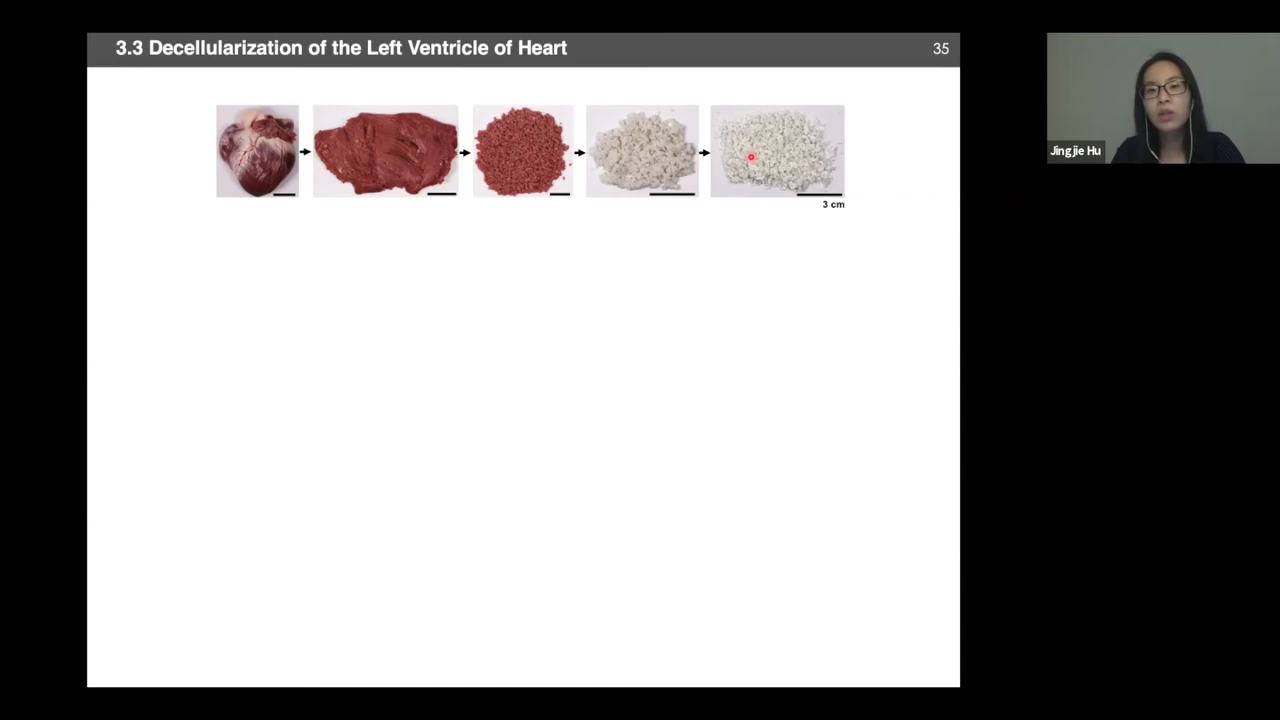 3.3 Decellularization of the Left Ventricle of Heart
35
3 cm
Jingjie Hu